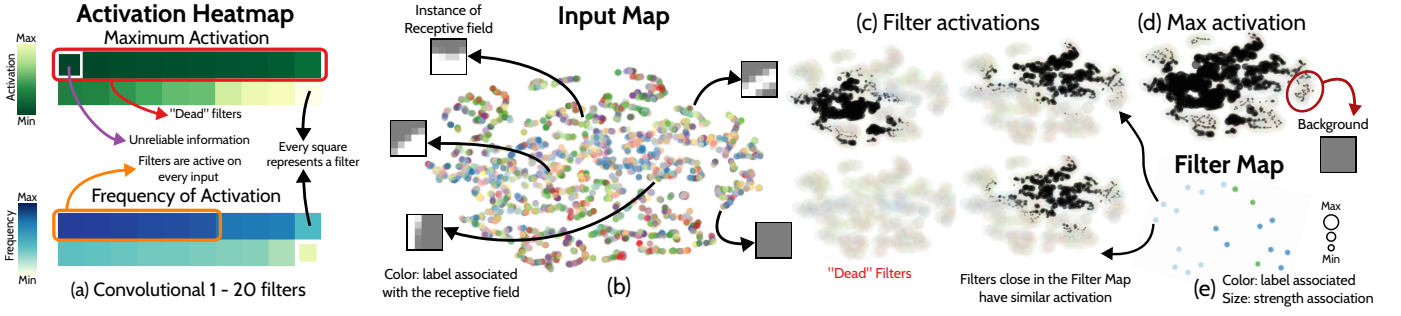 Activation Heatmap
Maximum Activation
Max
Activation
Min
"Dead" filters
Unreliable information
Filters are active on
every input
Every square
represents a filter
Frequency of Activation
Max
Frequency
Min
(a) Convolutional 1 - 20 filters
Input Map
Instance of
Receptive field
Color: label associated
with the receptive field
(b)
(c) Filter activations
"Dead" Filters
Filters close in the Filter Map
have similar activation
(d) Max activation
Background
Filter Map
Max
Min
(e) Color: label associated
Size: strength association